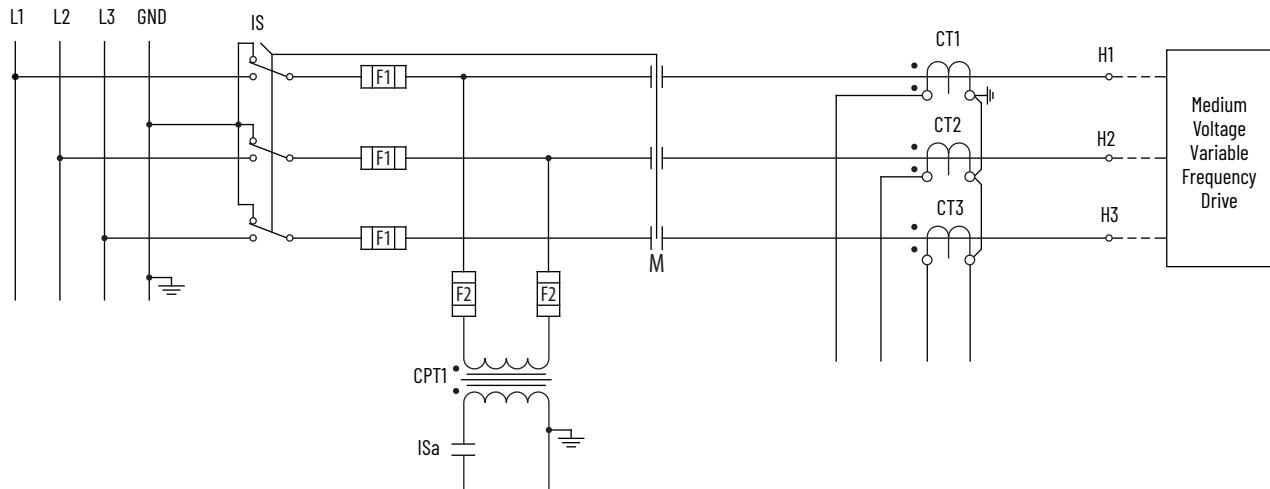 L1 L2 L3 GND IS
CT1 H1
F1
Medium
Voltage
Variable
Frequency
Drive
CT2 H2
F1
CT3 H3
F1
M
F2 F2
CPT1
ISa